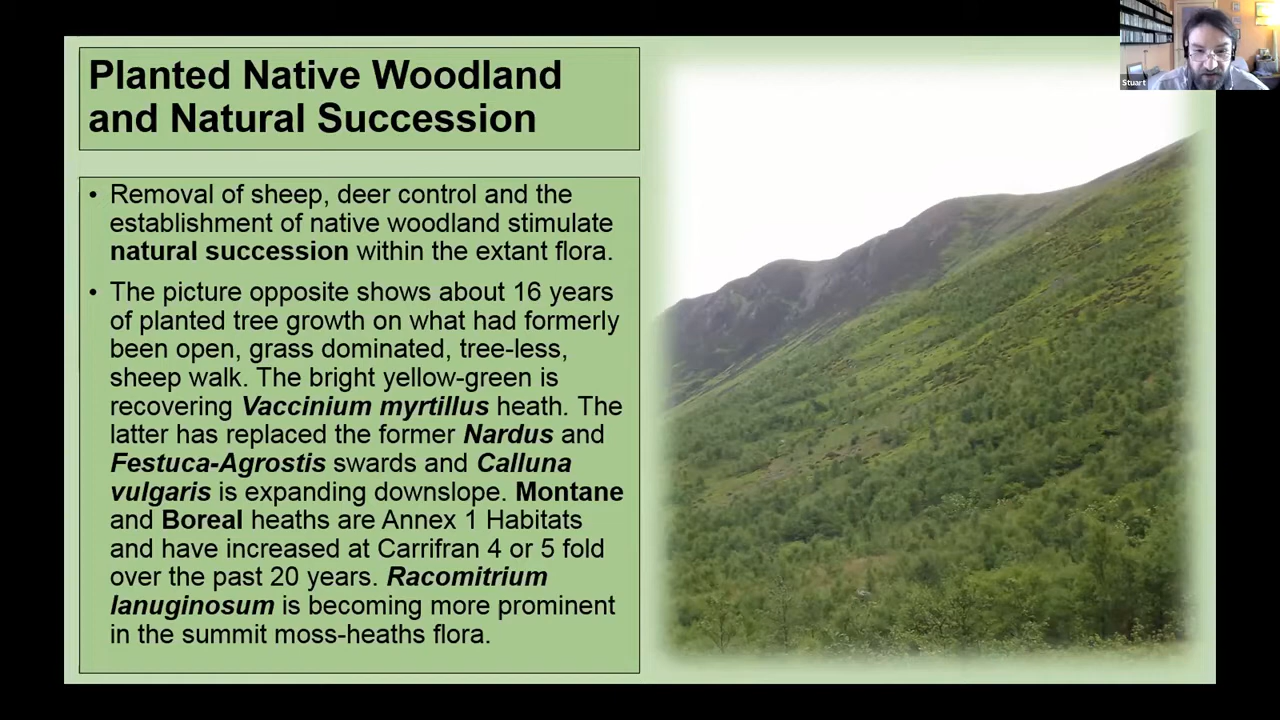 Planted Native Woodland
and Natural Succession
• Removal of sheep, deer control and the
establishment of native woodland stimulate
natural succession within the extant flora.
• The picture opposite shows about 16 years
of planted tree growth on what had formerly
been open, grass dominated, tree-less,
sheep walk. The bright yellow-green is
recovering Vaccinium myrtillus heath. The
latter has replaced the former Nardus and
Festuca-Agrostis swards and Calluna
vulgaris is expanding downslope. Montane
and Boreal heaths are Annex 1 Habitats
and have increased at Carrifran 4 or 5 fold
over the past 20 years. Racomitrium
lanuginosum is becoming more prominent
in the summit moss-heaths flora.
Stuart